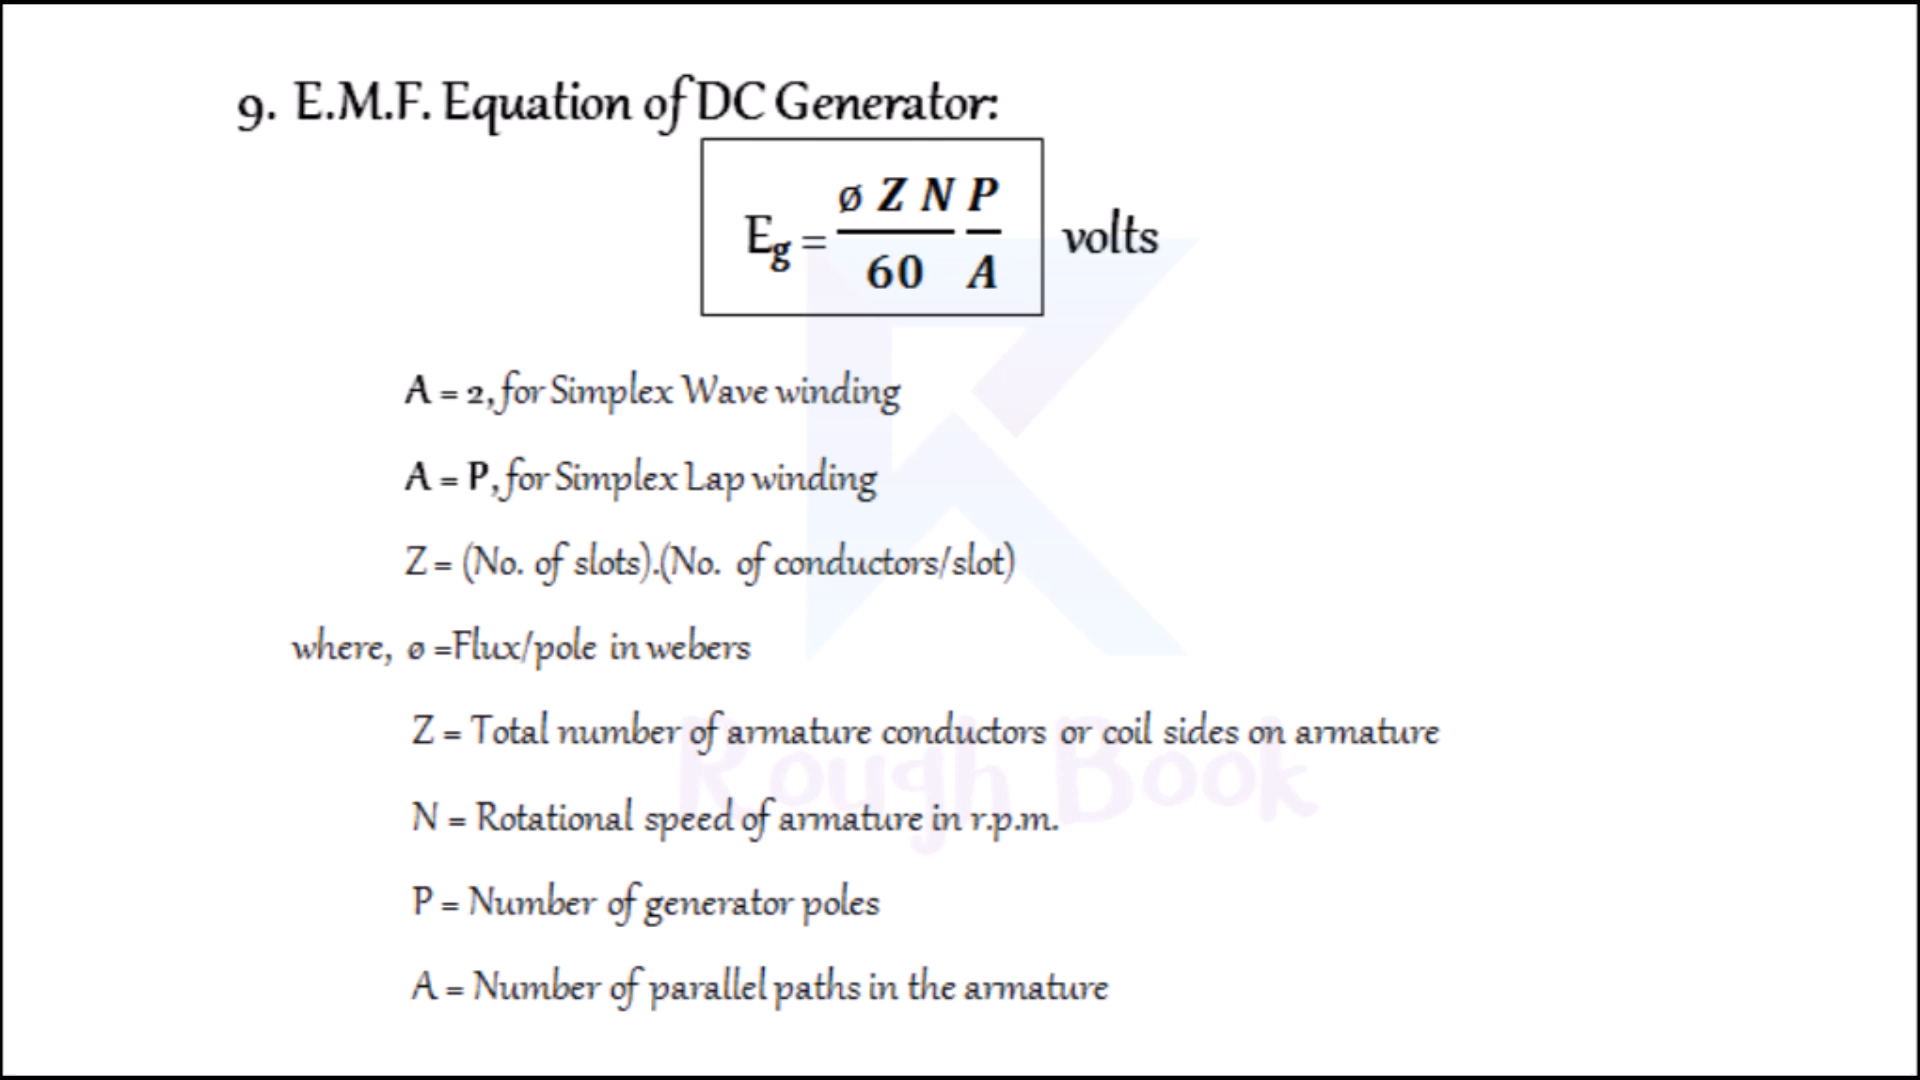 9. E.M.F. Equation of DC Generator:
Eg = ø Z N / 60 P / A volts
A = 2, for Simplex Wave winding
A = P, for Simplex Lap winding
Z = (No. of slots).(No. of conductors/slot)
where, ø =Flux/pole in webers
Z = Total number of armature conductors or coil sides on armature
Rough Book
N = Rotational speed of armature in r.p.m.
P = Number of generator poles
A = Number of parallel paths in the armature